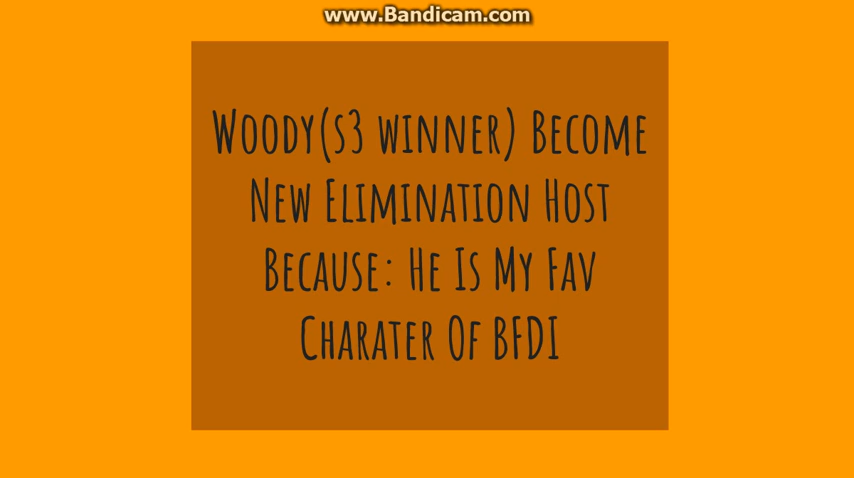 www.Bandicam.com
Woody(s3 winner) Become
New Elimination Host
Because: He Is My Fav
Charater Of BFDI